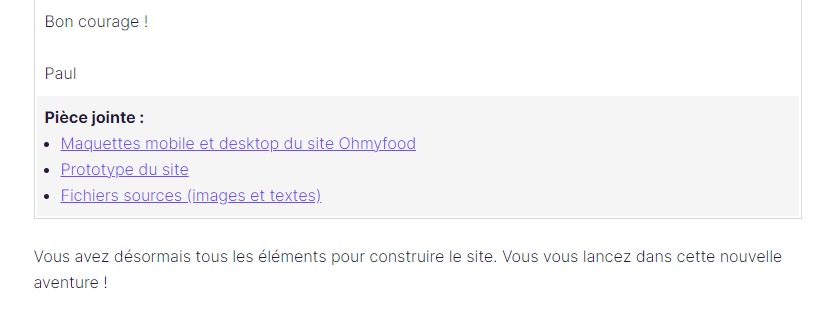 Bon courage !
Paul
Pièce jointe :
• Maquettes mobile et desktop du site Ohmyfood
• Prototype du site
• Fichiers sources (images et textes)
Vous avez désormais tous les éléments pour construire le site. Vous vous lancez dans cette nouvelle
aventure !